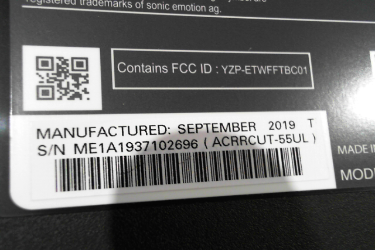 registered trademarks of sonic emotion ag.
Contains FCC ID : YZP-ETWFFTBC01
MANUFACTURED: SEPTEMBER 2019 T
S/N ME1A1937102696 ( ACRRCUT-55UL )
MADE IN
MODE